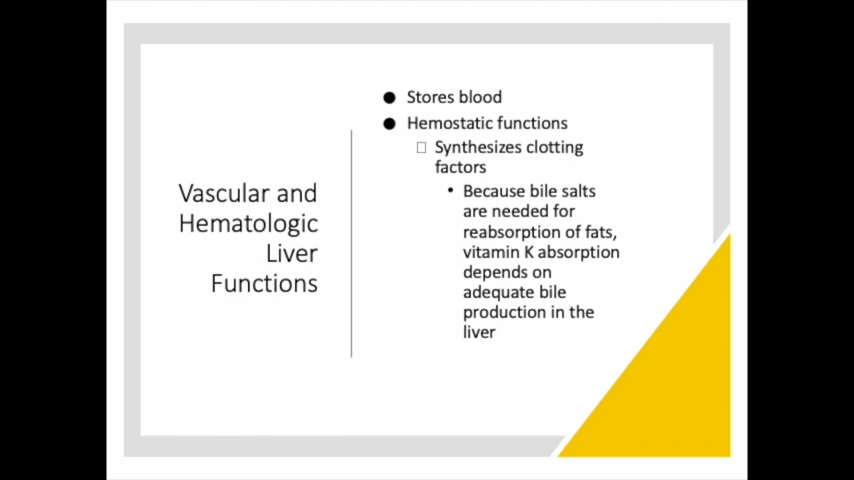 Vascular and
Hematologic
Liver
Functions
● Stores blood
● Hemostatic functions
□ Synthesizes clotting
factors
• Because bile salts
are needed for
reabsorption of fats,
vitamin K absorption
depends on
adequate bile
production in the
liver